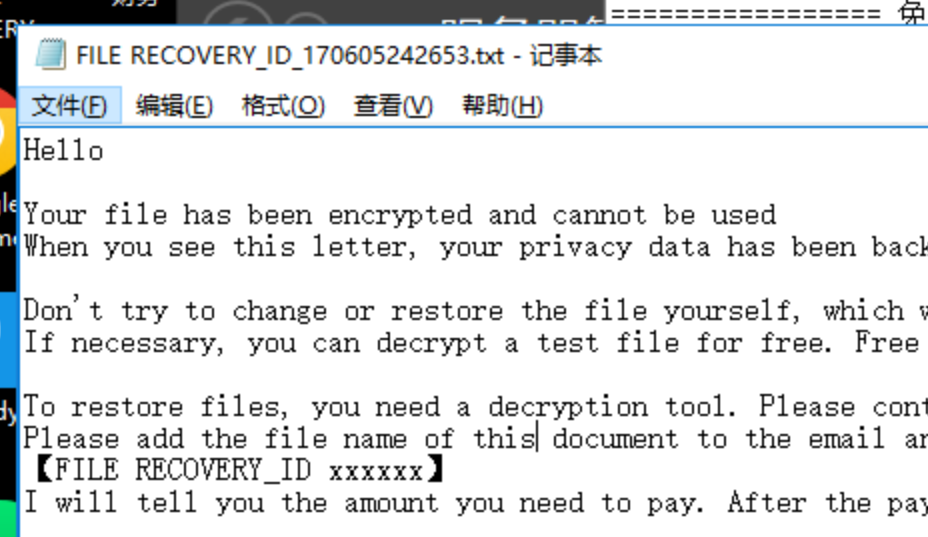 ================= 免
FILE RECOVERY_ID_170605242653.txt - 记事本
文件(F) 编辑(E) 格式(O) 查看(V) 帮助(H)
Hello
Your file has been encrypted and cannot be used
When you see this letter, your privacy data has been back
Don't try to change or restore the file yourself, which
If necessary, you can decrypt a test file for free. Free
To restore files, you need a decryption tool. Please cont
Please add the file name of this document to the email
【FILE RECOVERY_ID xxxxxx】
I will tell you the amount you need to pay. After the pay